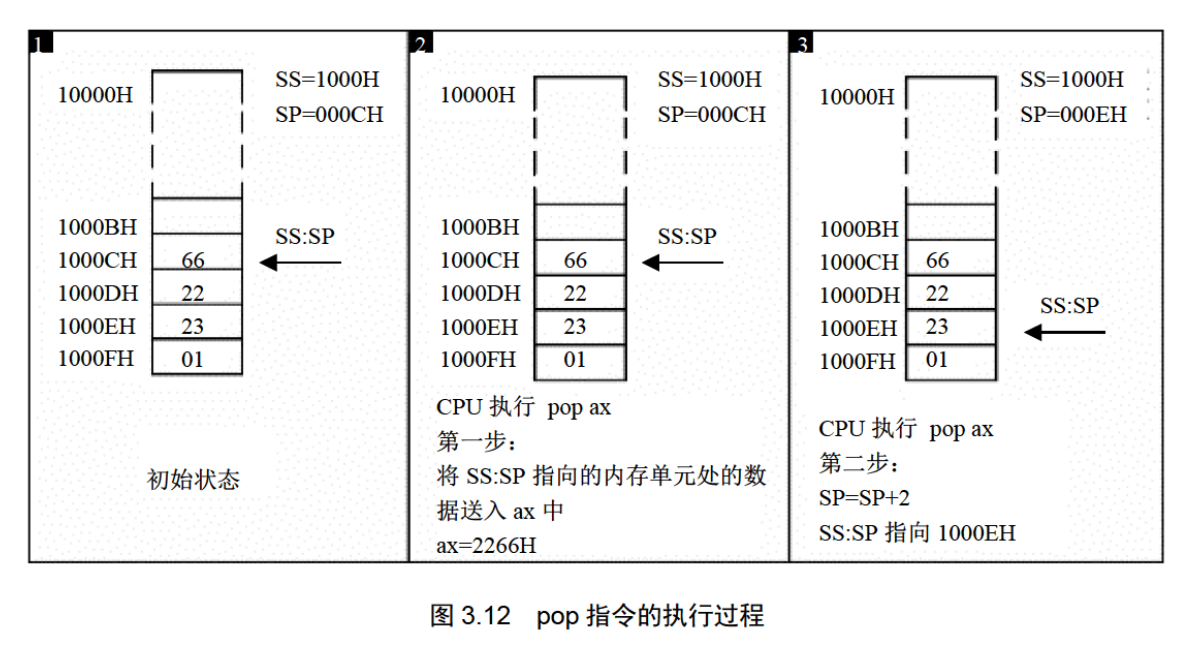 1
SS=1000H
10000H
SP=000CH
1000BH
SS:SP
1000CH 66
1000DH 22
1000EH 23
1000FH 01
初始状态
2
SS=1000H
10000H
SP=000CH
1000BH
SS:SP
1000CH 66
1000DH 22
1000EH 23
1000FH 01
CPU 执行 pop ax
第一步：
将 SS:SP 指向的内存单元处的数
据送入 ax 中
ax=2266H
3
SS=1000H
10000H
SP=000EH
1000BH
1000CH 66
1000DH 22
SS:SP
1000EH 23
1000FH 01
CPU 执行 pop ax
第二步：
SP=SP+2
SS:SP 指向 1000EH
图 3.12 pop 指令的执行过程